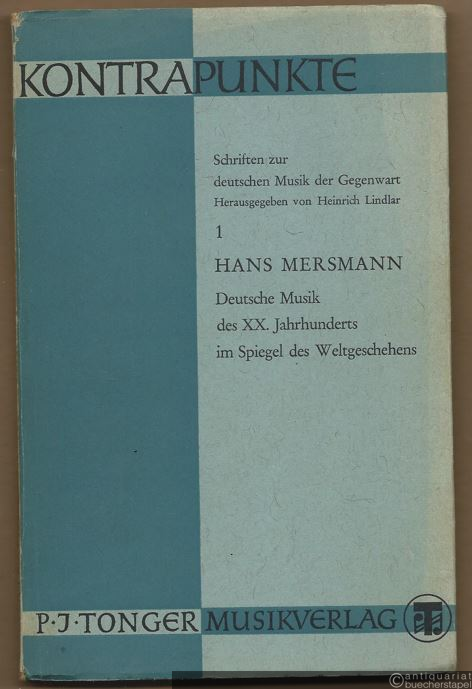 KONTRAPUNKTE
Schriften zur
deutschen Musik der Gegenwart
Herausgegeben von Heinrich Lindlar
1
HANS MERSMANN
Deutsche Musik
des XX. Jahrhunderts
im Spiegel des Weltgeschehens
P·J·TONGER MUSIKVERLAG PJT
©antiquariat
buecherstapel